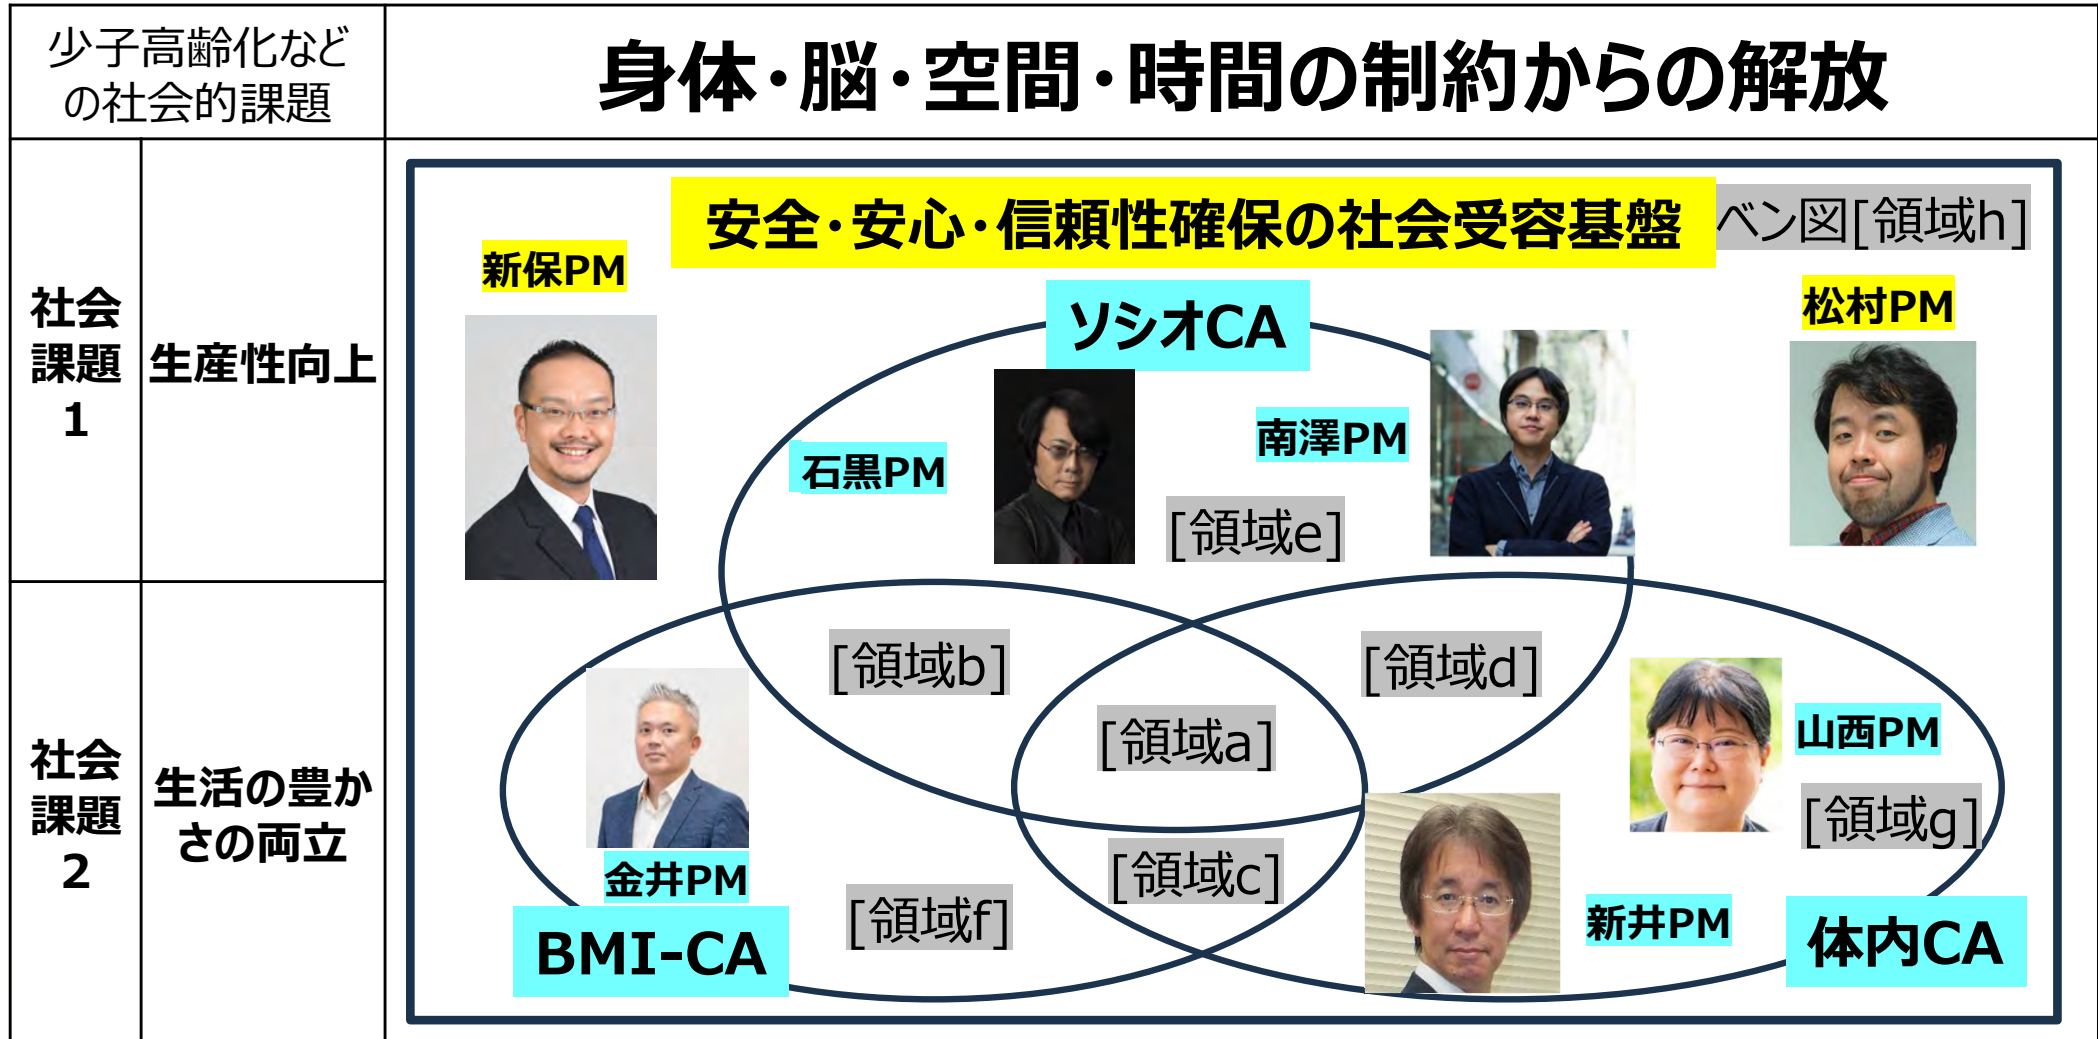 少子高齢化など
の社会的課題
身体・脳・空間・時間の制約からの解放
社会
課題
1
生産性向上
社会
課題
2
生活の豊か
さの両立
安全・安心・信頼性確保の社会受容基盤
ベン図[領域h]
新保PM
松村PM
ソシオCA
石黒PM
南澤PM
[領域e]
[領域b]
[領域d]
[領域a]
山西PM
[領域g]
金井PM
[領域c]
[領域f]
新井PM
BMI-CA
体内CA